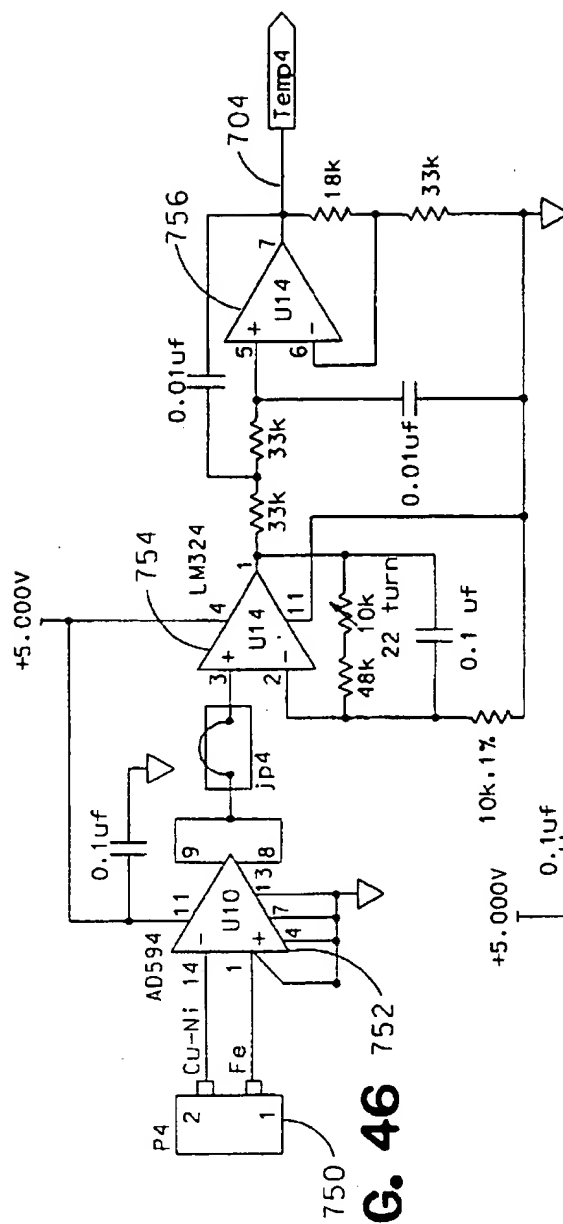 +5.000V
0.1uf
P4
2
1
750
Cu-Ni
Fe
AD594
14
1
11
-
U10
+
9
8
13
7
4
752
jp4
754
LM324
3
2
+
-
U14
4
1
11
48k
10k
22 turn
0.1 uf
10k.1%
33k
33k
0.01uf
0.01uf
756
5
6
+
-
U14
7
704
Temp4
18k
33k
+5.000V
0.1uf
G. 46